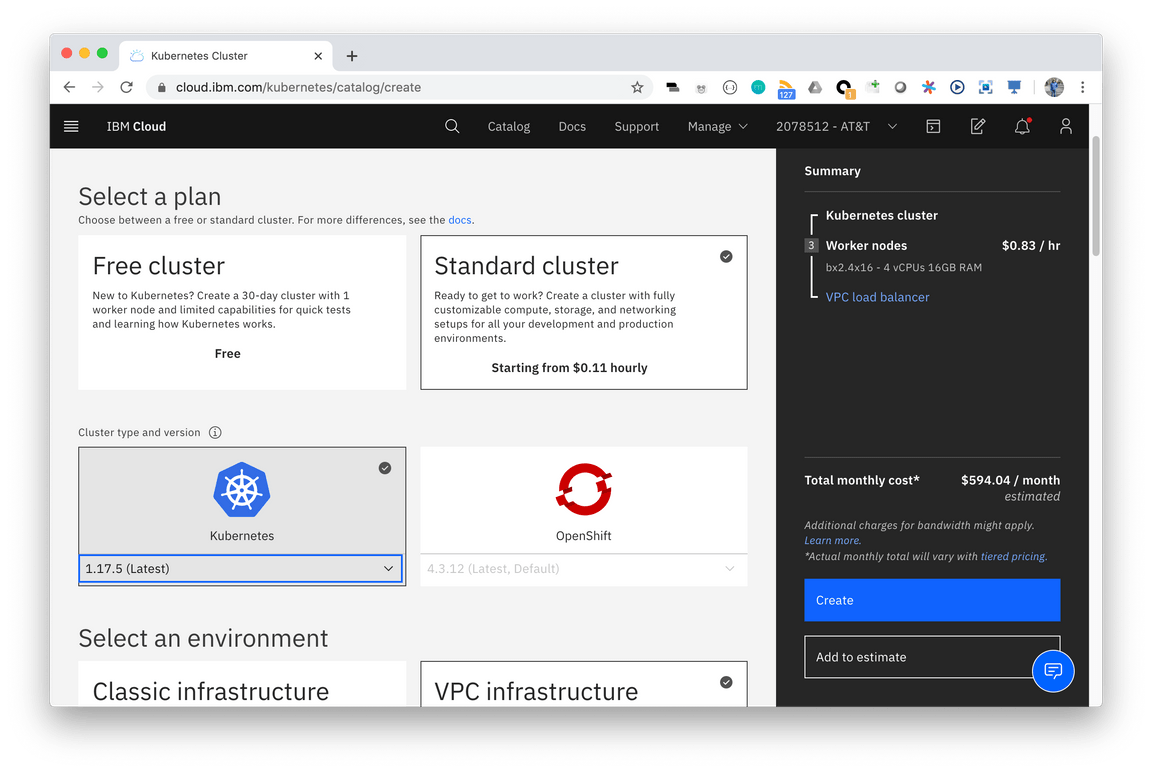 Kubernetes Cluster
cloud.ibm.com/kubernetes/catalog/create
127
1
IBM Cloud
Catalog
Docs
Support
Manage
2078512 - AT&T
Select a plan
Choose between a free or standard cluster. For more differences, see the docs.
Free cluster
New to Kubernetes? Create a 30-day cluster with 1
worker node and limited capabilities for quick tests
and learning how Kubernetes works.
Free
Standard cluster
Ready to get to work? Create a cluster with fully
customizable compute, storage, and networking
setups for all your development and production
environments.
Starting from $0.11 hourly
Cluster type and version
Kubernetes
1.17.5 (Latest)
OpenShift
4.3.12 (Latest, Default)
Select an environment
Classic infrastructure
VPC infrastructure
Summary
Kubernetes cluster
3 Worker nodes $0.83 / hr
bx2.4x16 - 4 vCPUs 16GB RAM
VPC load balancer
Total monthly cost* $594.04 / month
estimated
Additional charges for bandwidth might apply.
Learn more.
*Actual monthly total will vary with tiered pricing.
Create
Add to estimate